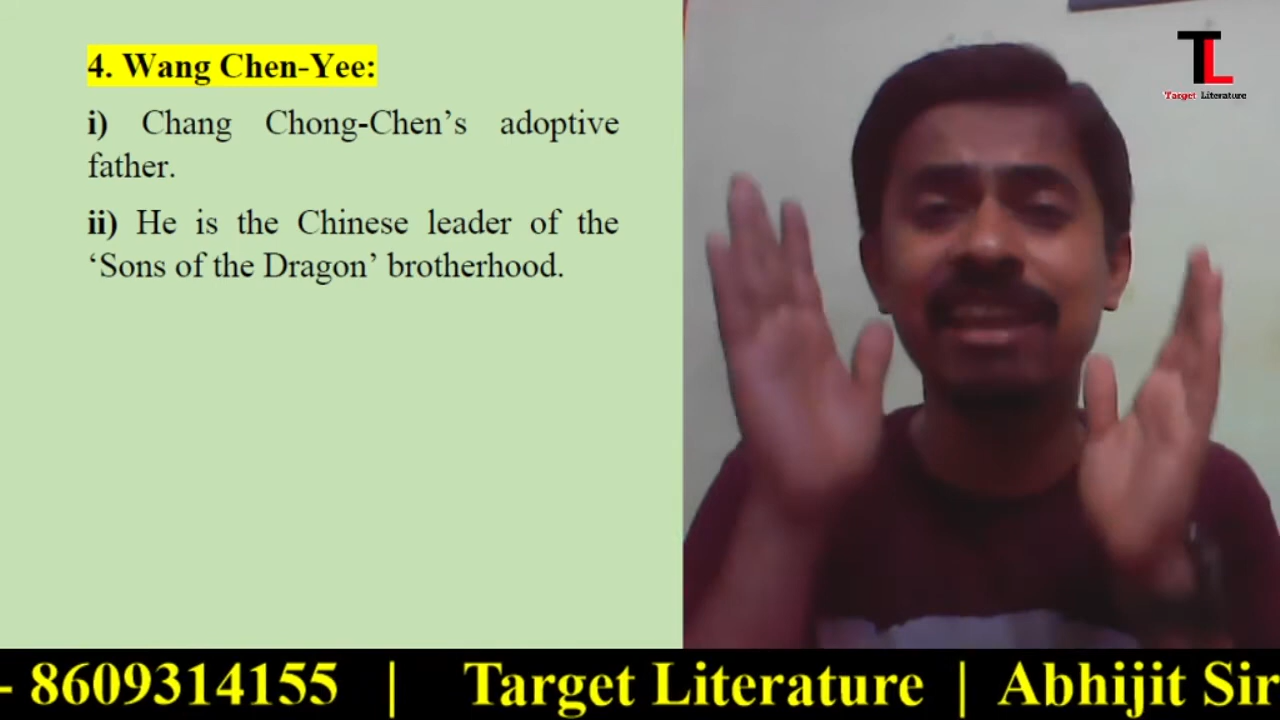 4. Wang Chen-Yee:
i) Chang Chong-Chen’s adoptive
father.
ii) He is the Chinese leader of the
‘Sons of the Dragon’ brotherhood.
TL
Target Literature
- 8609314155 | Target Literature | Abhijit Sir